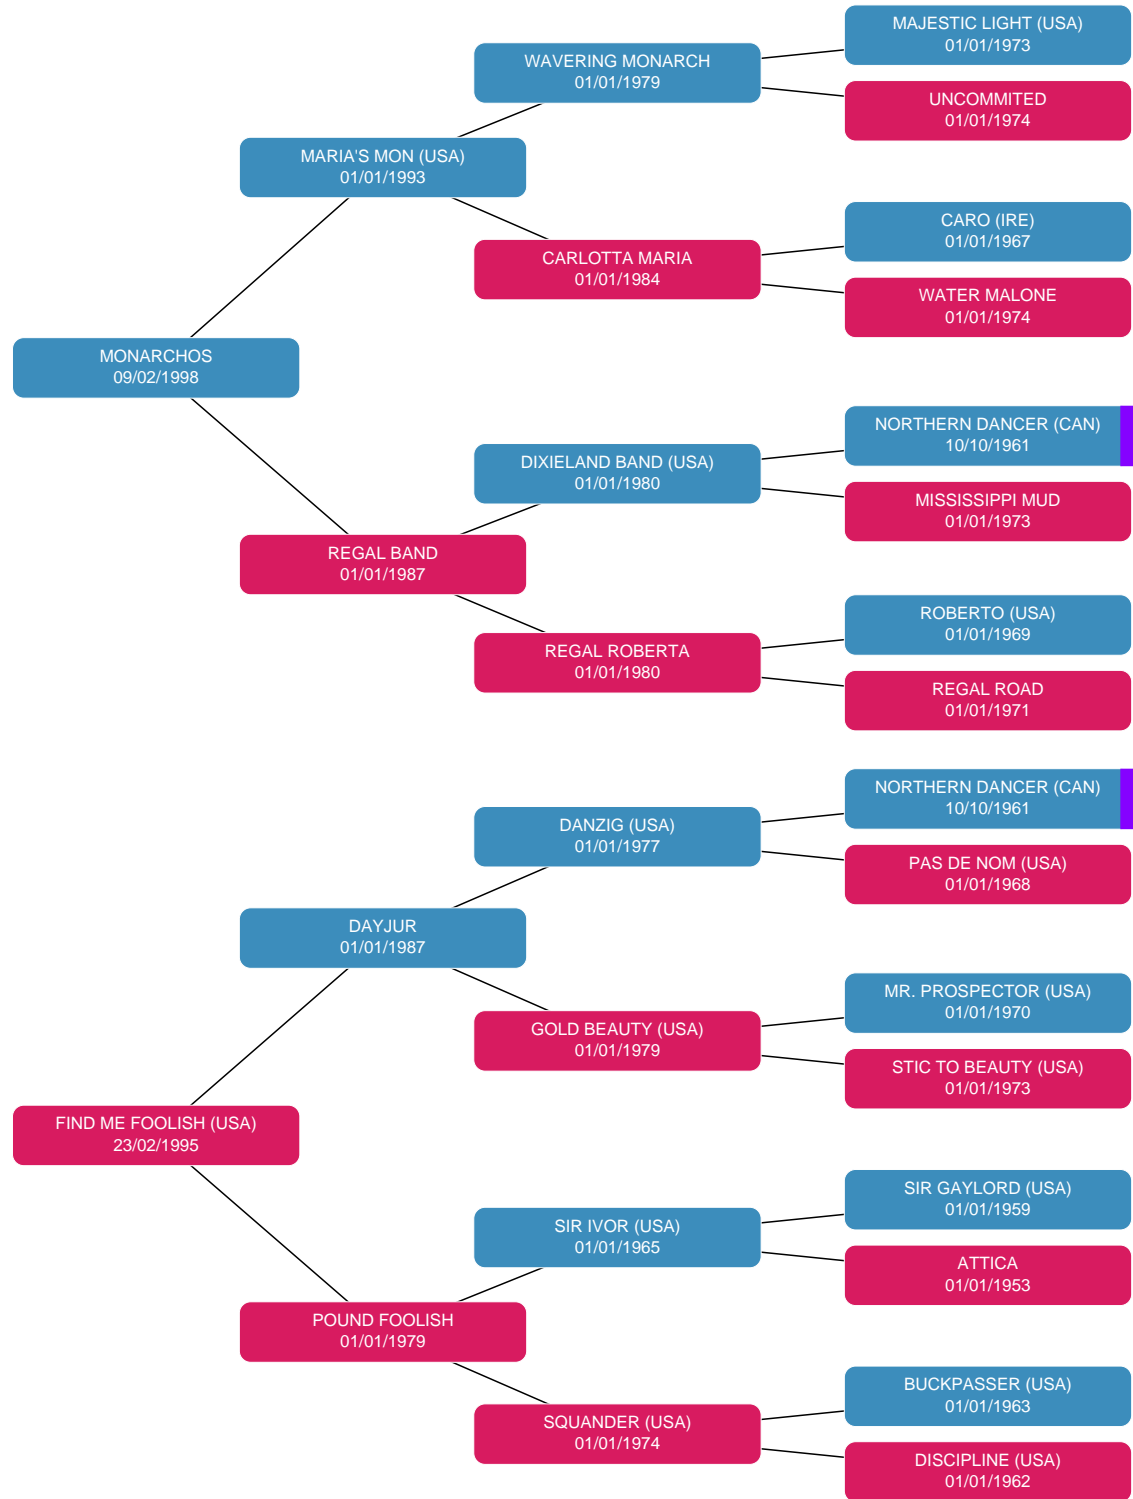 MAJESTIC LIGHT (USA)
01/01/1973
WAVERING MONARCH
01/01/1979
UNCOMMITED
01/01/1974
MARIA'S MON (USA)
01/01/1993
CARO (IRE)
01/01/1967
CARLOTTA MARIA
01/01/1984
WATER MALONE
01/01/1974
MONARCHOS
09/02/1998
NORTHERN DANCER (CAN)
10/10/1961
DIXIELAND BAND (USA)
01/01/1980
MISSISSIPPI MUD
01/01/1973
REGAL BAND
01/01/1987
ROBERTO (USA)
01/01/1969
REGAL ROBERTA
01/01/1980
REGAL ROAD
01/01/1971
NORTHERN DANCER (CAN)
10/10/1961
DANZIG (USA)
01/01/1977
PAS DE NOM (USA)
01/01/1968
DAYJUR
01/01/1987
MR. PROSPECTOR (USA)
01/01/1970
GOLD BEAUTY (USA)
01/01/1979
STIC TO BEAUTY (USA)
01/01/1973
FIND ME FOOLISH (USA)
23/02/1995
SIR GAYLORD (USA)
01/01/1959
SIR IVOR (USA)
01/01/1965
ATTICA
01/01/1953
POUND FOOLISH
01/01/1979
BUCKPASSER (USA)
01/01/1963
SQUANDER (USA)
01/01/1974
DISCIPLINE (USA)
01/01/1962